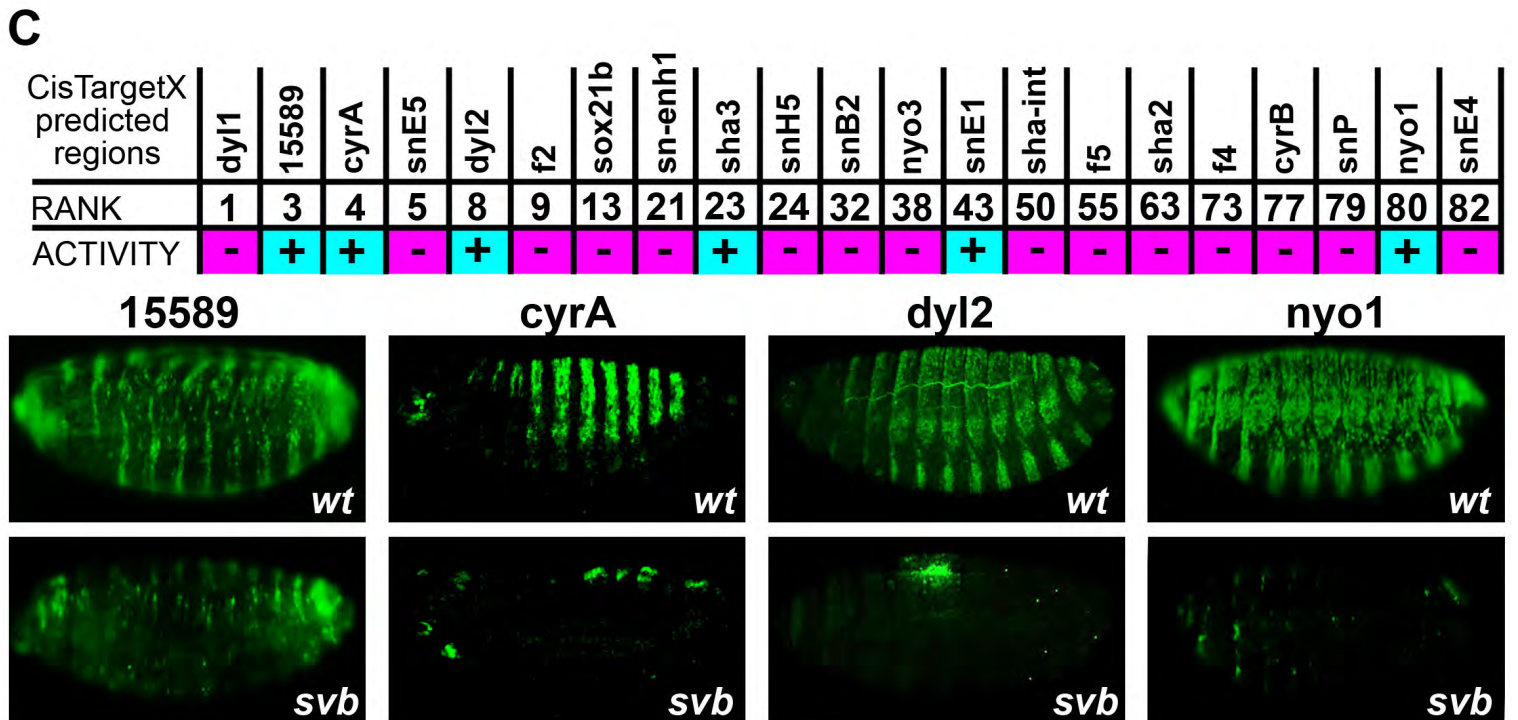 C
CisTargetX predicted regions dyl1 15589 cyrA snE5 dyl2 f2 sox21b sn-enh1 sha3 snH5 snB2 nyo3 snE1 sha-int f5 sha2 f4 cyrB snP nyo1 snE4
RANK 1 3 4 5 8 9 13 21 23 24 32 38 43 50 55 63 73 77 79 80 82
ACTIVITY - + + - + - - - + - - - + - - - - - - + -
15589 cyrA dyl2 nyo1
wt wt wt wt
svb svb svb svb